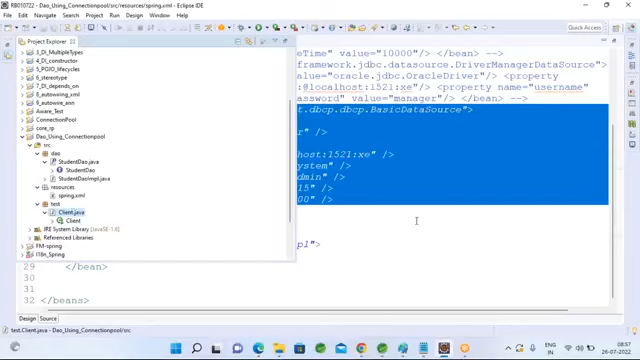 RB010722 - Dao_Using_Connectionpool/src/resources/spring.xml - Eclipse IDE
File Edit Navigate Search Project Run Design Window Help
Quick Access
Project Explorer
3_DI_MultipleTypes
4_DI_constructor
5_POJO_lifecycles
6_stereotype
7_DI_depends_on
8_autowiring_xml
9_autowire_ann
Aware_Test
ConnectionPool
core_rp
Dao_Using_Connectionpool
src
dao
StudentDao.java
StudentDao
StudentDaoImpl.java
resources
spring.xml
test
Client.java
Client
JRE System Library [JavaSE-1.6]
Referenced Libraries
FM-spring
I18n_Spring
eTime" value="10000"/> </bean> -->
framework.jdbc.datasource.DriverManagerDataSource">
alue="oracle.jdbc.OracleDriver"/> <property
:@localhost:1521:xe"/> <property name="username"
assword" value="manager"/> </bean> -->
t.dbcp.dbcp.BasicDataSource">
r" />
host:1521:xe" />
ystem" />
dmin" />
15" />
00" />
pl">
29 </bean>
30
31
32 </beans>
Design Source
test.Client.java - Dao_Using_Connectionpool/src
ENG
IN
08:57
26-07-2022